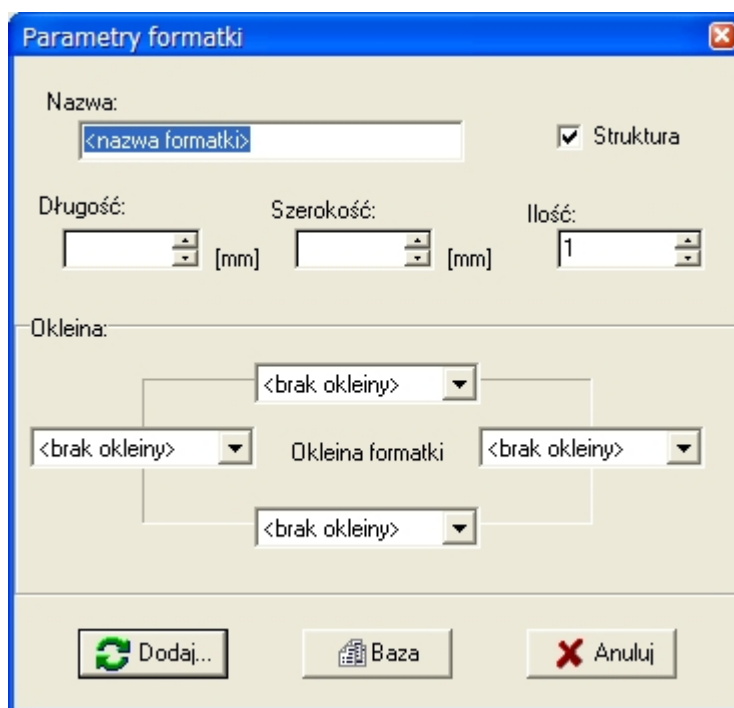 Parametry formatki
Nazwa:
<nazwa formatki>
Struktura
Długość:
Szerokość:
Ilość:
[mm]
[mm]
1
Okleina:
<brak okleiny>
<brak okleiny>
Okleina formatki
<brak okleiny>
<brak okleiny>
Dodaj...
Baza
Anuluj